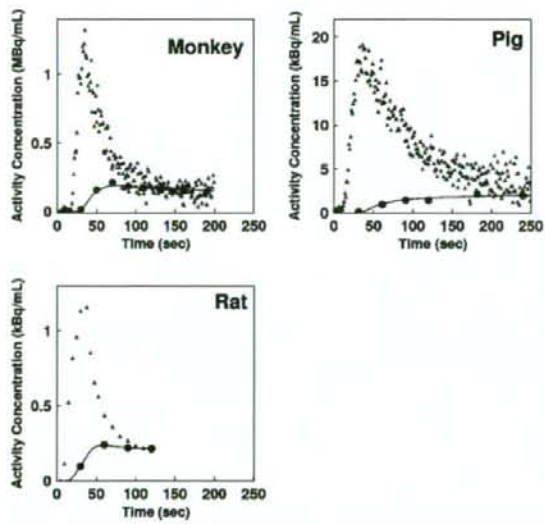 Monkey
Activity Concentration (MBq/mL)
1
0.5
0
0 50 100 150 200 250
Time (sec)
Pig
Activity Concentration (kBq/mL)
20
15
10
5
0
0 50 100 150 200 250
Time (sec)
Rat
Activity Concentration (kBq/mL)
1
0.5
0
0 50 100 150 200 250
Time (sec)